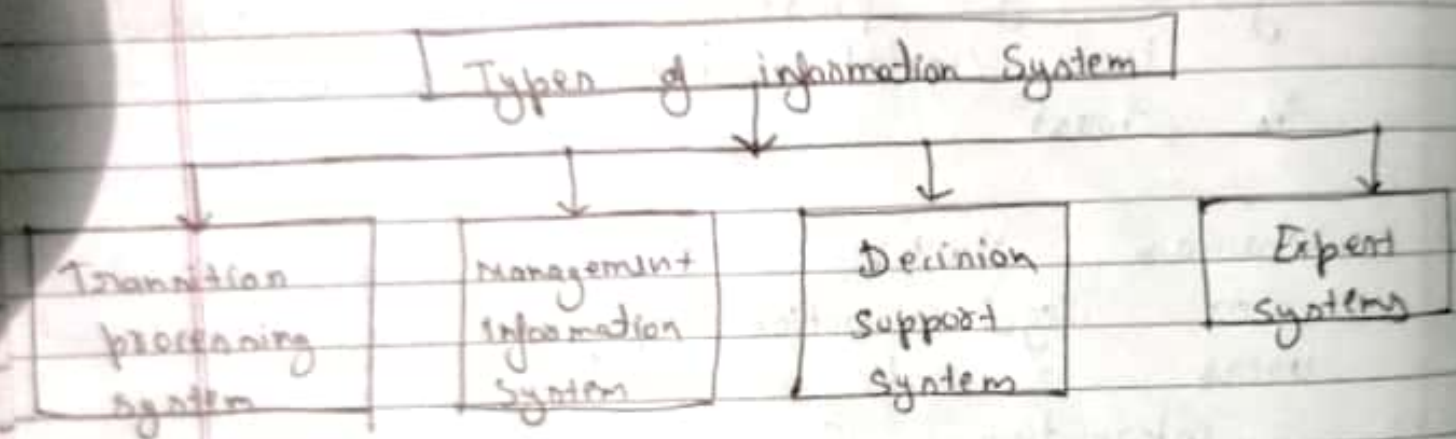 Types of information System
Transition
processing
system
Management
information
system
Decision
support
system
Expert
systems